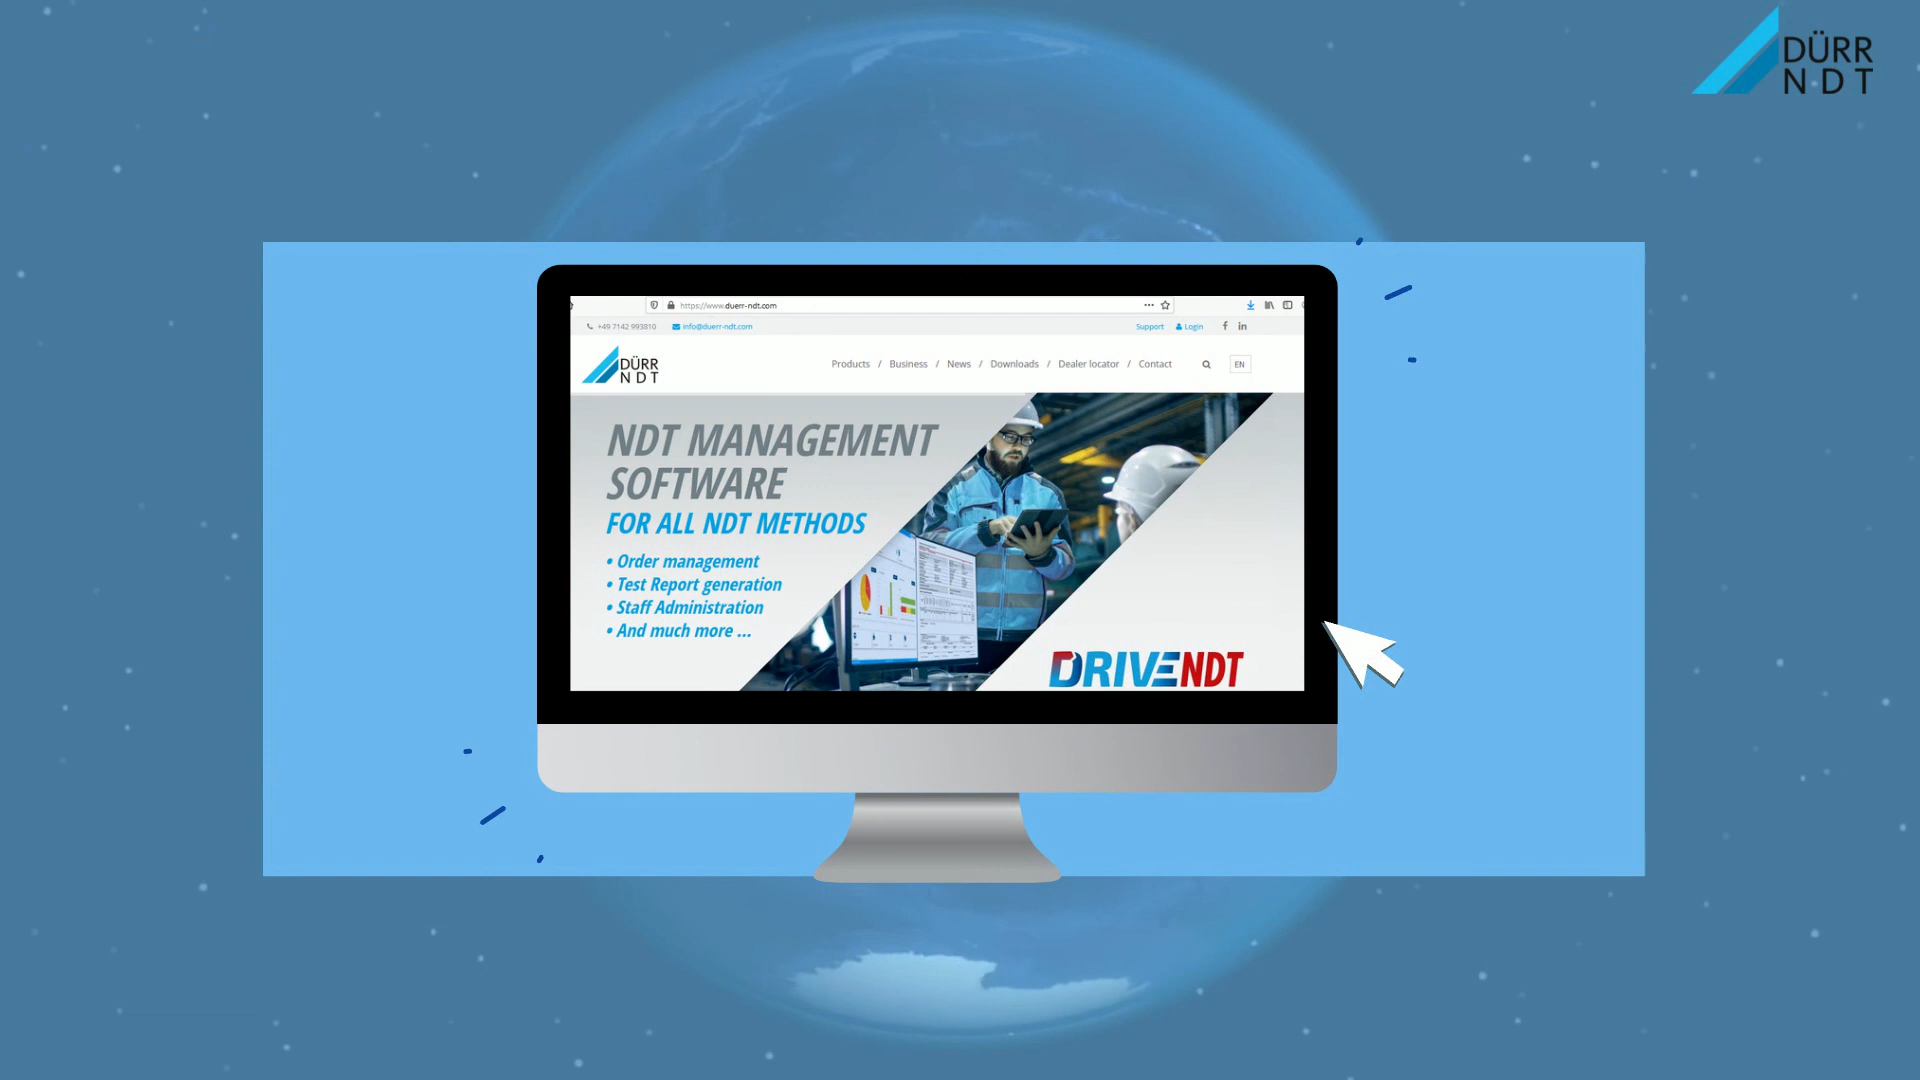 DÜRR
NDT
https://www.duerr-ndt.com
+49 7142 993810 info@duerr-ndt.com Support Login
DÜRR
NDT
Products / Business / News / Downloads / Dealer locator / Contact EN
NDT MANAGEMENT
SOFTWARE
FOR ALL NDT METHODS
• Order management
• Test Report generation
• Staff Administration
• And much more ...
DRIVENDT